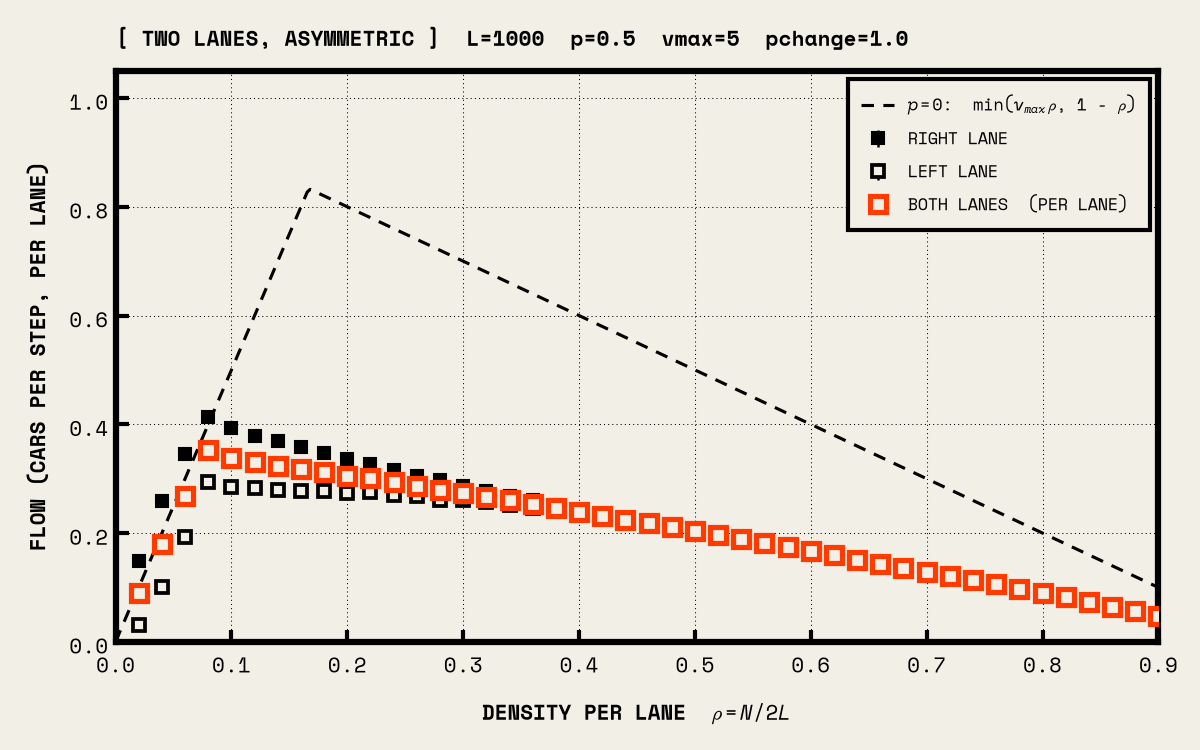 [ TWO LANES, ASYMMETRIC ] L=1000 p=0.5 vmax=5 pchange=1.0
p=0: min(vmaxρ, 1 - ρ)
RIGHT LANE
LEFT LANE
BOTH LANES (PER LANE)
FLOW (CARS PER STEP, PER LANE)
1.0
0.8
0.6
0.4
0.2
0.0
0.0 0.1 0.2 0.3 0.4 0.5 0.6 0.7 0.8 0.9
DENSITY PER LANE ρ=N/2L